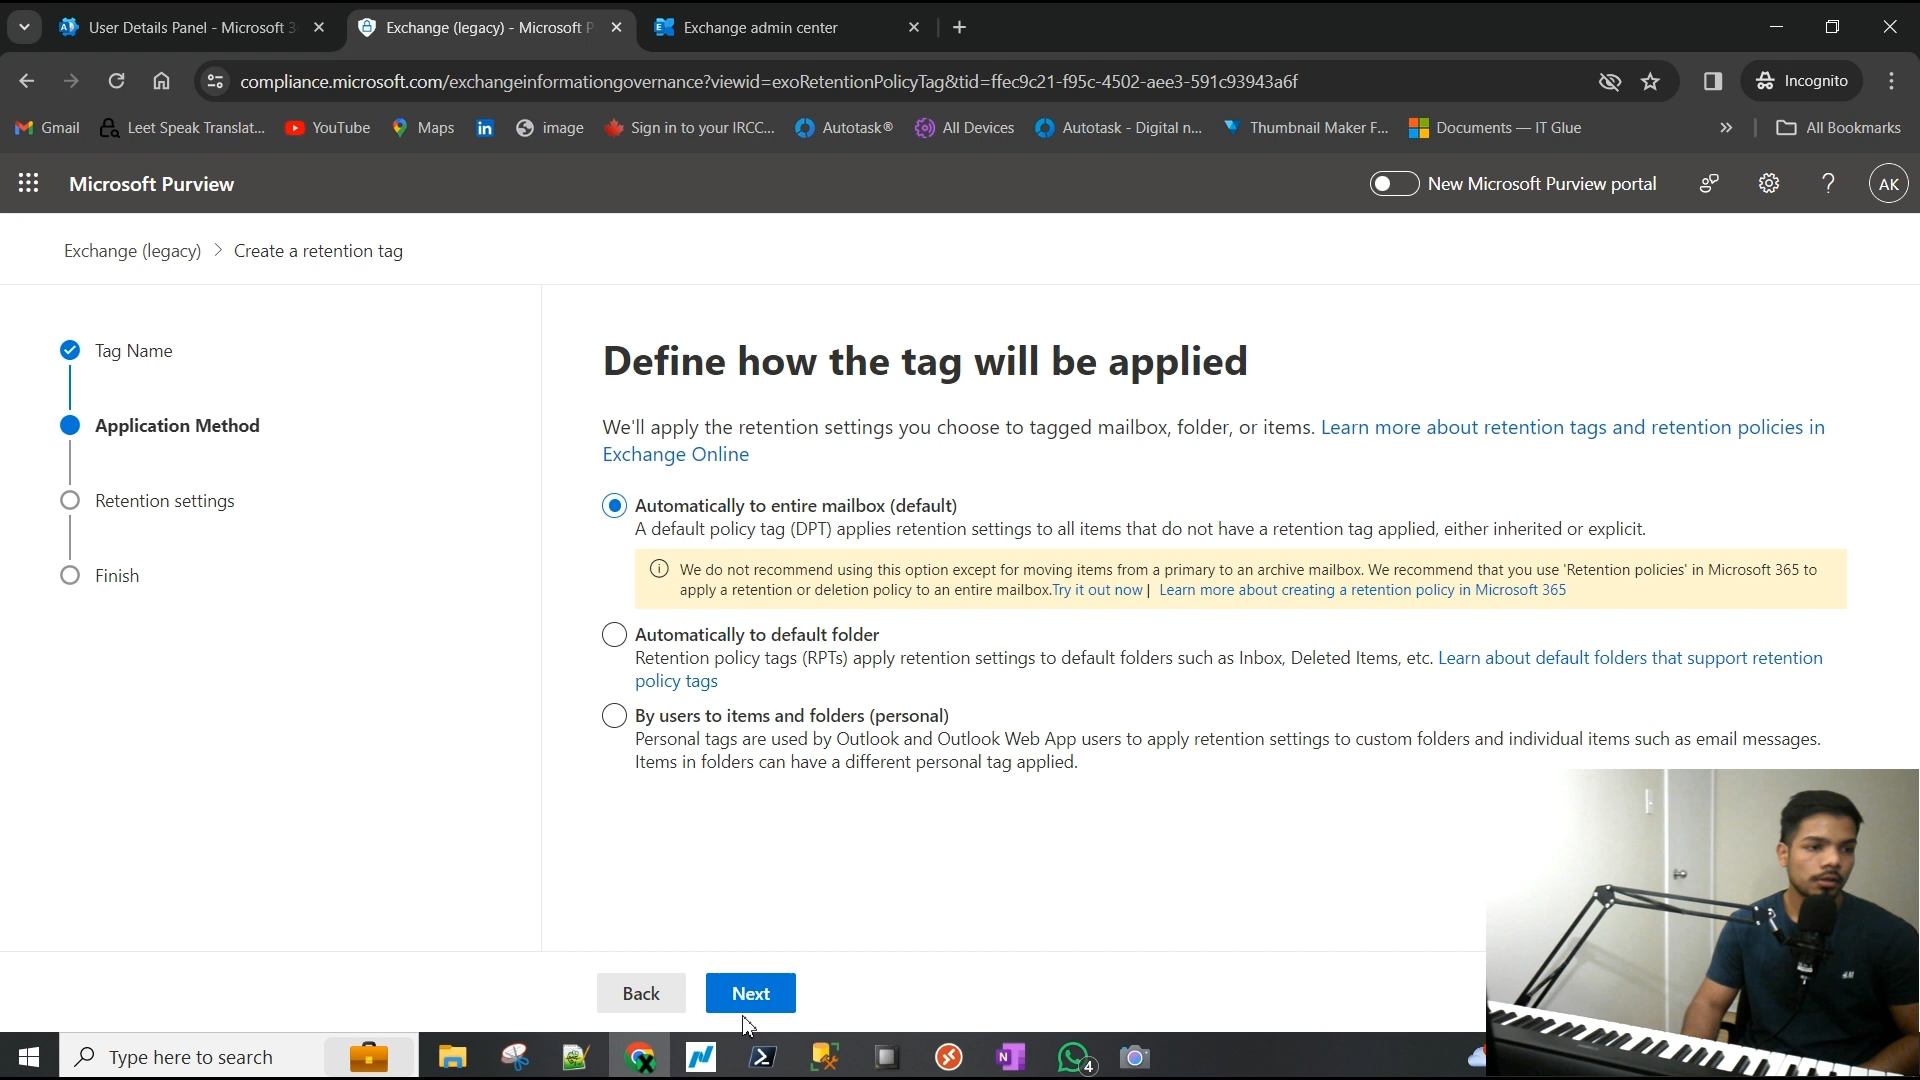 User Details Panel - Microsoft 3
Exchange (legacy) - Microsoft P
Exchange admin center
compliance.microsoft.com/exchangeinformationgovernance?viewid=exoRetentionPolicyTag&tid=ffec9c21-f95c-4502-aee3-591c93943a6f
Incognito
Gmail
Leet Speak Translat...
YouTube
Maps
image
Sign in to your IRCC...
Autotask®
All Devices
Autotask - Digital n...
Thumbnail Maker F...
Documents — IT Glue
All Bookmarks
Microsoft Purview
New Microsoft Purview portal
AK
Exchange (legacy) > Create a retention tag
Tag Name
Application Method
Retention settings
Finish
Define how the tag will be applied
We'll apply the retention settings you choose to tagged mailbox, folder, or items. Learn more about retention tags and retention policies in
Exchange Online
Automatically to entire mailbox (default)
A default policy tag (DPT) applies retention settings to all items that do not have a retention tag applied, either inherited or explicit.
We do not recommend using this option except for moving items from a primary to an archive mailbox. We recommend that you use 'Retention policies' in Microsoft 365 to
apply a retention or deletion policy to an entire mailbox.Try it out now | Learn more about creating a retention policy in Microsoft 365
Automatically to default folder
Retention policy tags (RPTs) apply retention settings to default folders such as Inbox, Deleted Items, etc. Learn about default folders that support retention
policy tags
By users to items and folders (personal)
Personal tags are used by Outlook and Outlook Web App users to apply retention settings to custom folders and individual items such as email messages.
Items in folders can have a different personal tag applied.
Back
Next
Type here to search
4